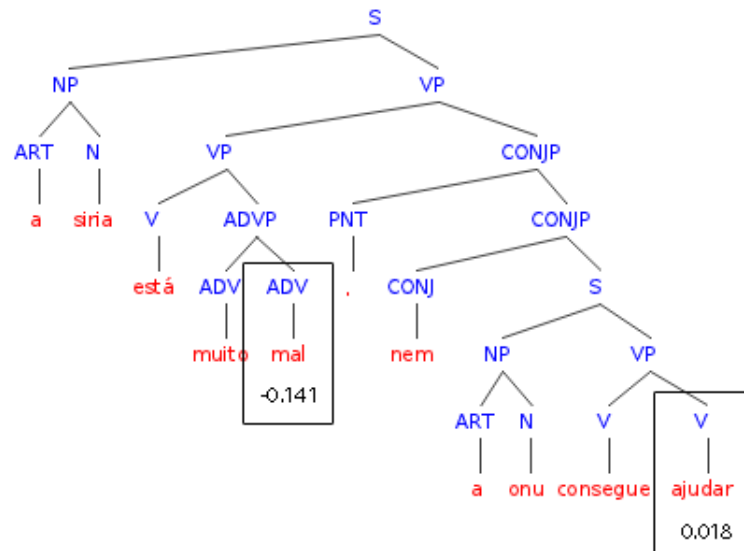 S
NP VP
ART N VP CONJP
a siria V ADVP PNT CONJP
está ADV ADV . CONJ S
muito mal nem NP VP
-0.141
ART N V V
a onu consegue ajudar
0.018